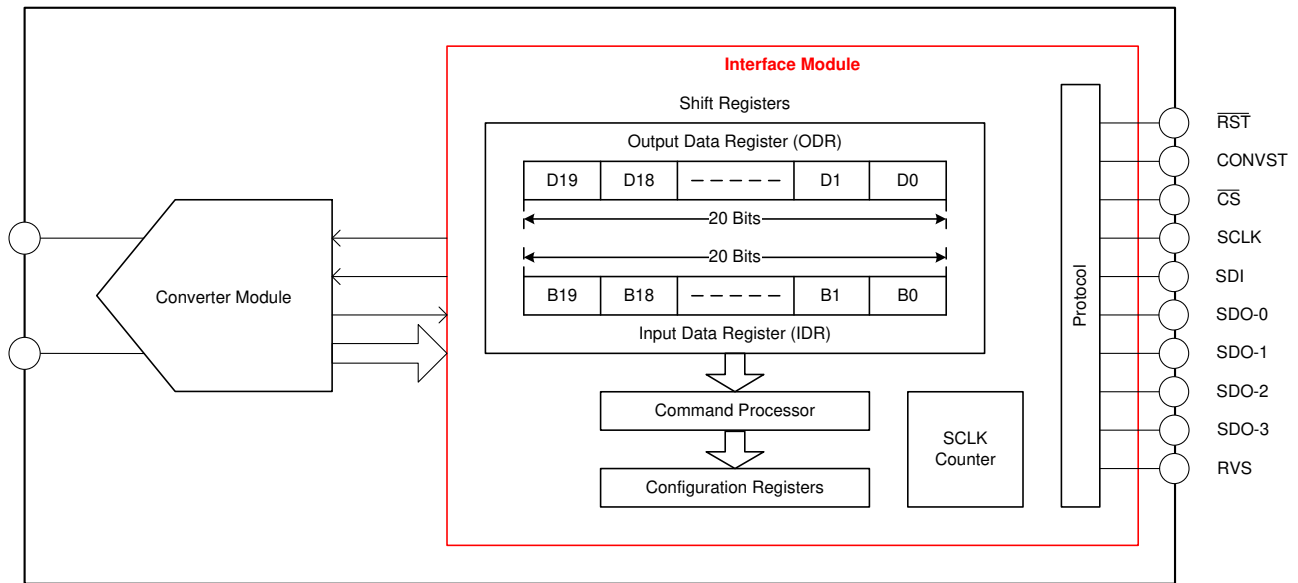 Interface Module
Shift Registers
Output Data Register (ODR)
D19 D18 D1 D0
20 Bits
20 Bits
B19 B18 B1 B0
Input Data Register (IDR)
Command Processor
Configuration Registers
SCLK
Counter
Converter Module
Protocol
R̅S̅T̅
CONVST
C̅S̅
SCLK
SDI
SDO-0
SDO-1
SDO-2
SDO-3
RVS